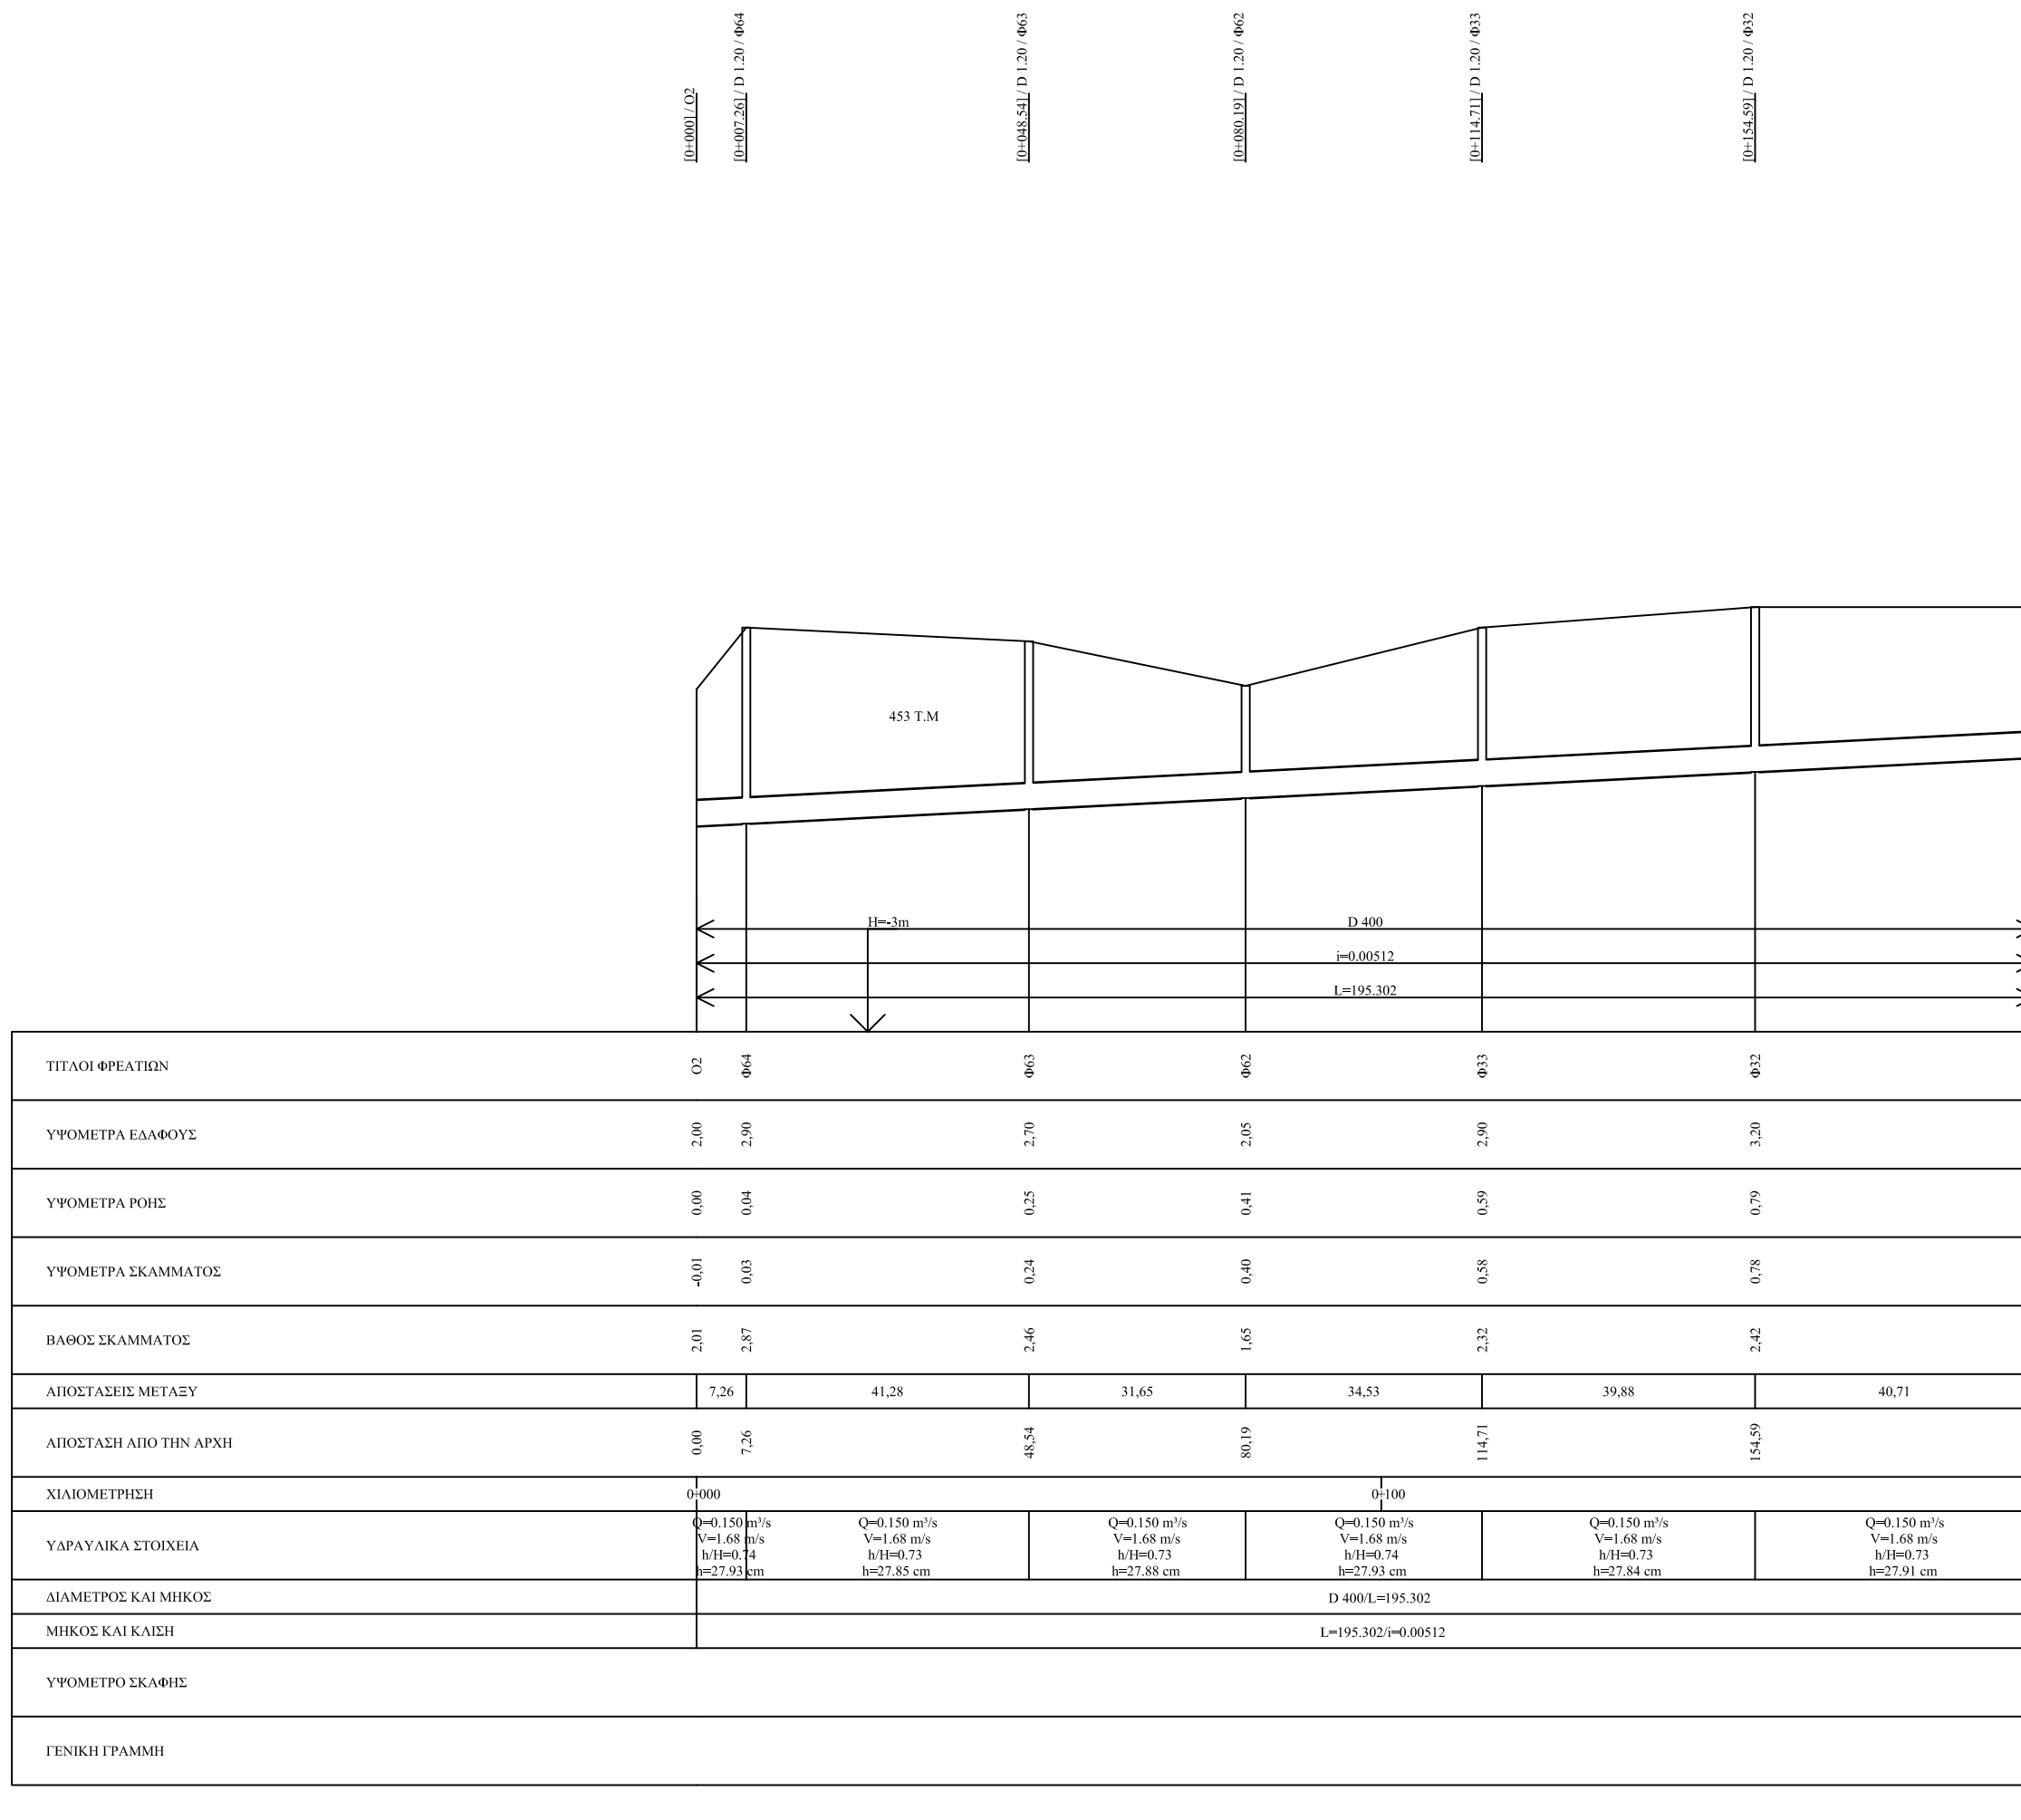 [0+000] / O2
[0+007.26] / D 1.20 / Φ64
[0+048.54] / D 1.20 / Φ63
[0+080.19] / D 1.20 / Φ62
[0+114.71] / D 1.20 / Φ33
[0+154.59] / D 1.20 / Φ32
453 T.M
H=-3m
D 400
i=0.00512
L=195.302
ΤΙΤΛΟΙ ΦΡΕΑΤΙΩΝ O2 Φ64 Φ63 Φ62 Φ33 Φ32
ΥΨΟΜΕΤΡΑ ΕΔΑΦΟΥΣ 2,00 2,90 2,70 2,05 2,90 3,20
ΥΨΟΜΕΤΡΑ ΡΟΗΣ 0,00 0,04 0,25 0,41 0,59 0,79
ΥΨΟΜΕΤΡΑ ΣΚΑΜΜΑΤΟΣ -0,01 0,03 0,24 0,40 0,58 0,78
ΒΑΘΟΣ ΣΚΑΜΜΑΤΟΣ 2,01 2,87 2,46 1,65 2,32 2,42
ΑΠΟΣΤΑΣΕΙΣ ΜΕΤΑΞΥ 7,26 41,28 31,65 34,53 39,88 40,71
ΑΠΟΣΤΑΣΗ ΑΠΟ ΤΗΝ ΑΡΧΗ 0,00 7,26 48,54 80,19 114,71 154,59
ΧΙΛΙΟΜΕΤΡΗΣΗ 0+000 0+100
ΥΔΡΑΥΛΙΚΑ ΣΤΟΙΧΕΙΑ
Q=0.150 m³/s
V=1.68 m/s
h/H=0.74
h=27.93 cm
Q=0.150 m³/s
V=1.68 m/s
h/H=0.73
h=27.85 cm
Q=0.150 m³/s
V=1.68 m/s
h/H=0.73
h=27.88 cm
Q=0.150 m³/s
V=1.68 m/s
h/H=0.74
h=27.93 cm
Q=0.150 m³/s
V=1.68 m/s
h/H=0.73
h=27.84 cm
Q=0.150 m³/s
V=1.68 m/s
h/H=0.73
h=27.91 cm
ΔΙΑΜΕΤΡΟΣ ΚΑΙ ΜΗΚΟΣ D 400/L=195.302
ΜΗΚΟΣ ΚΑΙ ΚΛΙΣΗ L=195.302/i=0.00512
ΥΨΟΜΕΤΡΟ ΣΚΑΦΗΣ
ΓΕΝΙΚΗ ΓΡΑΜΜΗ